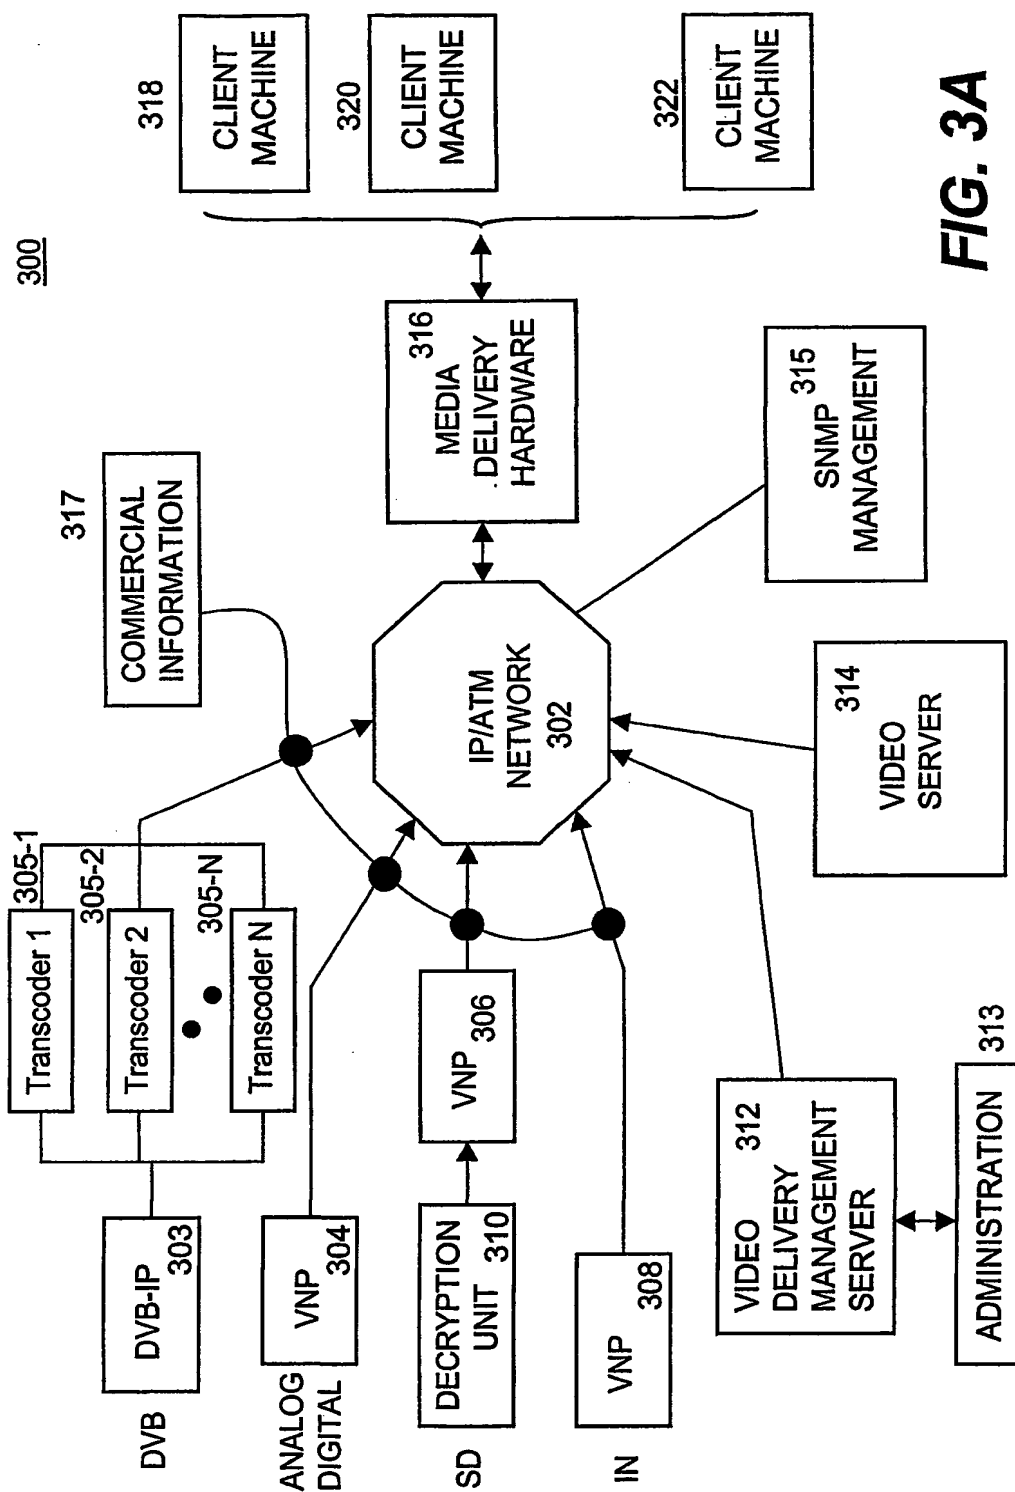 300
DVB
DVB-IP
303
Transcoder 1
305-1
Transcoder 2
305-2
Transcoder N
305-N
COMMERCIAL
INFORMATION
317
ANALOG
DIGITAL
VNP
304
SD
DECRYPTION
UNIT
310
VNP
306
IN
VNP
308
IP/ATM
NETWORK
302
316
MEDIA
DELIVERY
HARDWARE
318
CLIENT
MACHINE
320
CLIENT
MACHINE
322
CLIENT
MACHINE
VIDEO
312
DELIVERY
MANAGEMENT
SERVER
ADMINISTRATION
313
314
VIDEO
SERVER
315
SNMP
MANAGEMENT
FIG. 3A